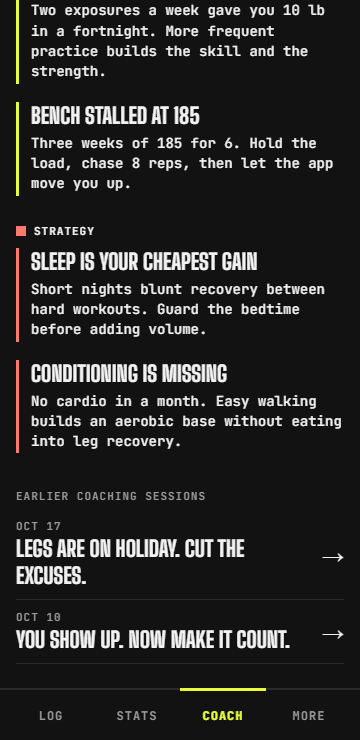 Two exposures a week gave you 10 lb
in a fortnight. More frequent
practice builds the skill and the
strength.
BENCH STALLED AT 185
Three weeks of 185 for 6. Hold the
load, chase 8 reps, then let the app
move you up.
STRATEGY
SLEEP IS YOUR CHEAPEST GAIN
Short nights blunt recovery between
hard workouts. Guard the bedtime
before adding volume.
CONDITIONING IS MISSING
No cardio in a month. Easy walking
builds an aerobic base without eating
into leg recovery.
EARLIER COACHING SESSIONS
OCT 17
LEGS ARE ON HOLIDAY. CUT THE
EXCUSES.
→
OCT 10
YOU SHOW UP. NOW MAKE IT COUNT.
→
LOG STATS COACH MORE